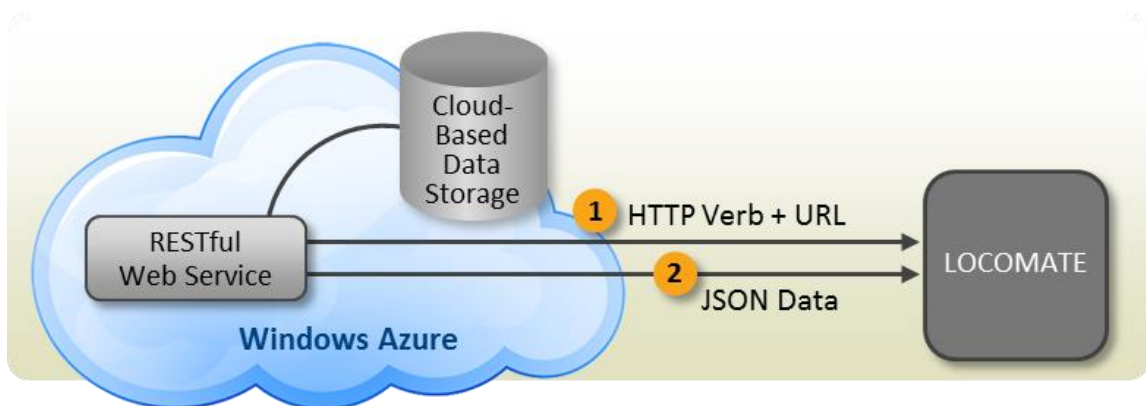 Cloud-
Based
Data
Storage
1 HTTP Verb + URL
RESTful
Web Service
LOCOMATE
2
JSON Data
Windows Azure